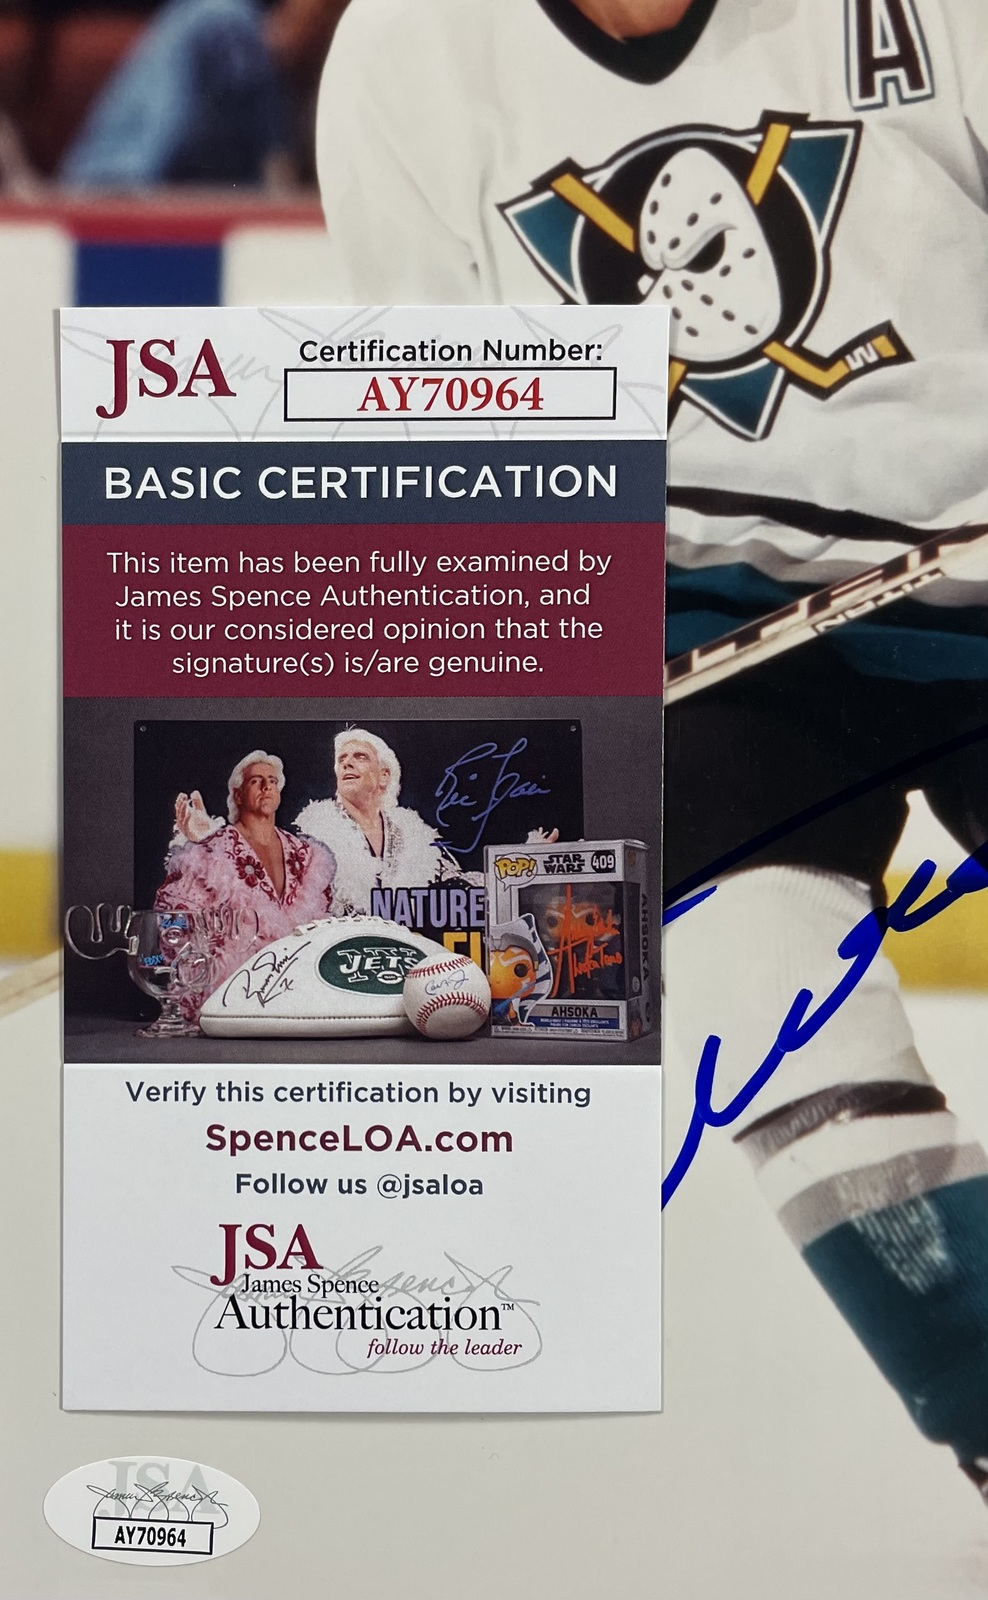 A
JSA
Certification Number:
AY70964
BASIC CERTIFICATION
This item has been fully examined by
James Spence Authentication, and
it is our considered opinion that the
signature(s) is/are genuine.
NATURE
POP!
STAR
WARS
409
AHSOKA
JETS
AHSOKA
Verify this certification by visiting
SpenceLOA.com
Follow us @jsaloa
JSA
James Spence
Authentication™
follow the leader
JSA
AY70964